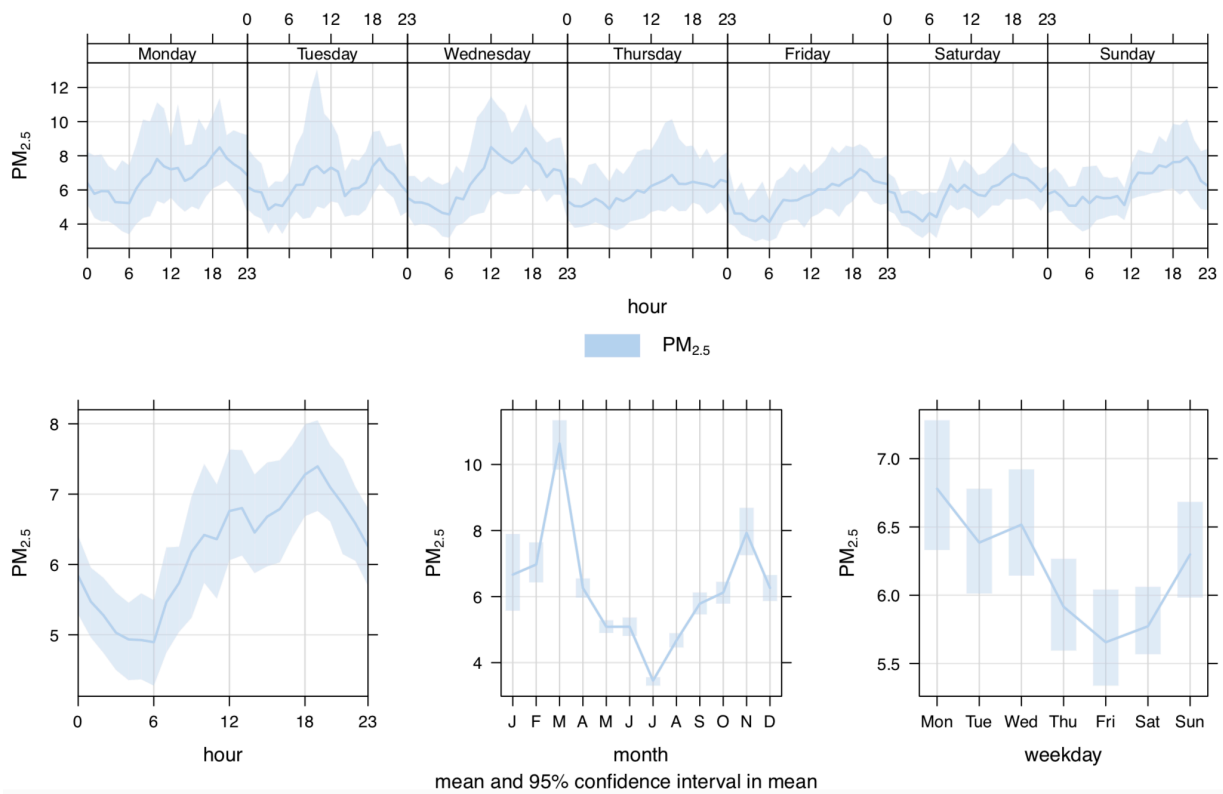 0 6 12 18 23 0 6 12 18 23 0 6 12 18 23
Monday Tuesday Wednesday Thursday Friday Saturday Sunday
12
10
8
6
4
PM2.5
0 6 12 18 23 0 6 12 18 23 0 6 12 18 23 0 6 12 18 23
hour
PM2.5
8
7
6
5
PM2.5
0 6 12 18 23
hour
10
8
6
4
PM2.5
J F M A M J J A S O N D
month
7.0
6.5
6.0
5.5
PM2.5
Mon Tue Wed Thu Fri Sat Sun
weekday
mean and 95% confidence interval in mean